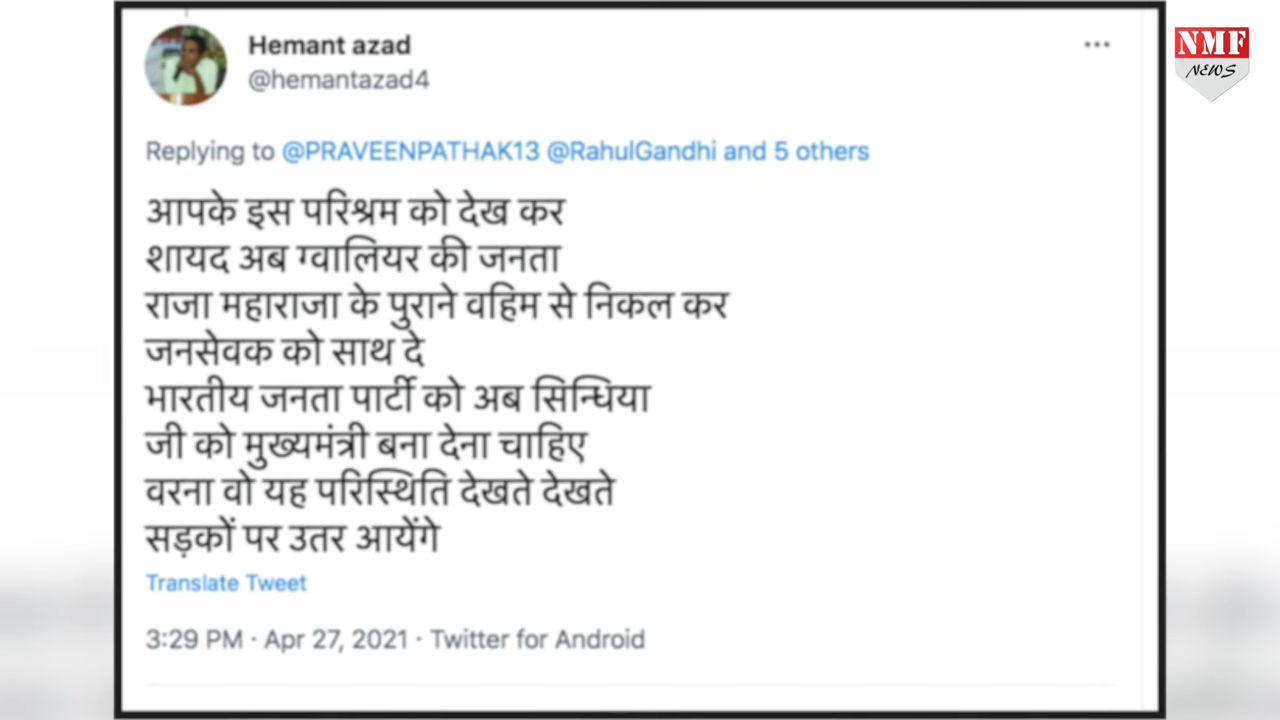 Hemant azad
@hemantazad4
NMF
NEWS
Replying to @PRAVEENPATHAK13 @RahulGandhi and 5 others
आपके इस परिश्रम को देख कर
शायद अब ग्वालियर की जनता
राजा महाराजा के पुराने वहिम से निकल कर
जनसेवक को साथ दे
भारतीय जनता पार्टी को अब सिन्धिया
जी को मुख्यमंत्री बना देना चाहिए
वरना वो यह परिस्थिति देखते देखते
सड़कों पर उतर आयेंगे
Translate Tweet
3:29 PM · Apr 27, 2021 · Twitter for Android